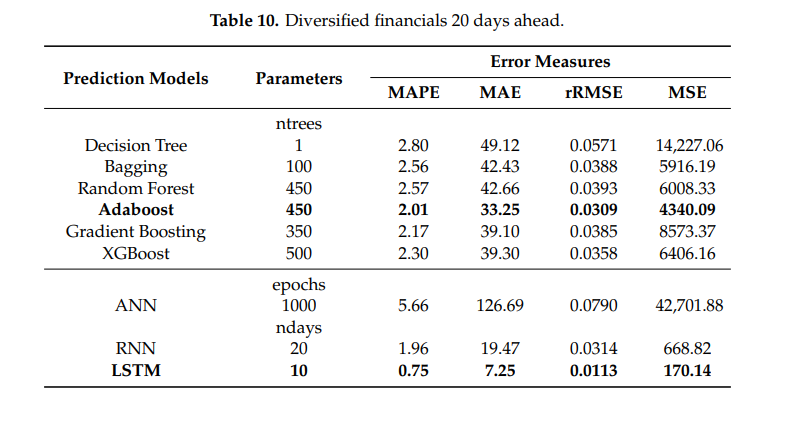 Table 10. Diversified financials 20 days ahead.
Prediction Models Parameters Error Measures
MAPE MAE rRMSE MSE
ntrees
Decision Tree 1 2.80 49.12 0.0571 14,227.06
Bagging 100 2.56 42.43 0.0388 5916.19
Random Forest 450 2.57 42.66 0.0393 6008.33
Adaboost 450 2.01 33.25 0.0309 4340.09
Gradient Boosting 350 2.17 39.10 0.0385 8573.37
XGBoost 500 2.30 39.30 0.0358 6406.16
epochs
ANN 1000 5.66 126.69 0.0790 42,701.88
ndays
RNN 20 1.96 19.47 0.0314 668.82
LSTM 10 0.75 7.25 0.0113 170.14